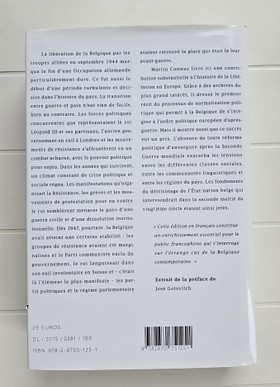 La libération de la Belgique par les
troupes alliées en septembre 1944 mar-
qua la fin d'une Occupation allemande
particulièrement dure. Ce fut aussi le
début d'une période turbulente et déci-
sive dans l'histoire du pays. La transition
entre guerre et paix n'eut rien de facile,
bien au contraire. Les forces politiques
concurrentes que représentaient le roi
Léopold III et ses partisans, l'ancien gou-
vernement en exil à Londres et les mouve-
ments de résistance s'affrontèrent en un
combat acharné, avec le pouvoir politique
pour enjeu. Dans les années qui suivirent,
un climat constant de crise politique et
sociale régna. Les manifestations qu'orga-
nisait la Résistance, les grèves et les mou-
vements de protestation pour ou contre
le roi semblèrent menacer le pays d'une
guerre civile et d'une dissolution institu-
tionnelle. Dès 1947, pourtant, la Belgique
avait atteint une certaine stabilité : les
groupes de résistance avaient été margi-
nalisés et le Parti communiste exclu du
gouvernement, le roi languissait dans
son exil involontaire en Suisse et – c'était
là l'élément le plus manifeste – les par-
tis politiques et le régime parlementaire
avaient retrouvé la place qui était la leur
avant-guerre.
Martin Conway livre ici une con-
tribution substantielle à l'histoire de la Libé-
ration en Europe. Grâce à des archives du
plus grand intérêt, il dresse le premier
récit du processus de normalisation poli-
tique qui permit à la Belgique de s'inté-
grer à l'ordre politique européen d'après-
guerre. Mais il montre aussi que ce succès
eut un prix. L'absence de toute réforme
politique d'envergure après la Seconde
Guerre mondiale exacerba les tensions
entre les différentes classes sociales,
entre les communautés linguistiques et
entre les régions du pays. Les fondements
du détricotage de l'État-nation belge qui
interviendrait dans la seconde moitié du
vingtième siècle étaient ainsi jetés.
« Cette édition en français constitue un
enrichissement essentiel pour le
public francophone qui s'interroge
sur l'étrange cas de la Belgique
contemporaine. »
Extrait de la préface de
José Gotovitch
28 EUROS
DL / 2015 / 0281 / 168
ISBN 978-2-8705-125-1